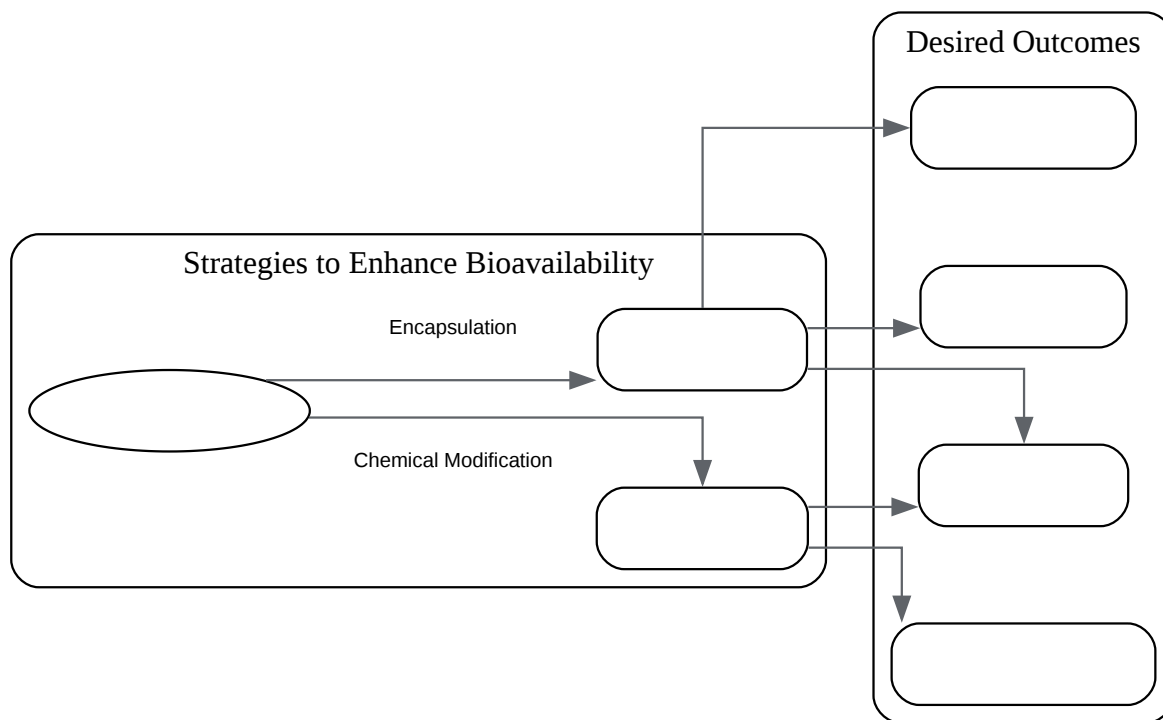 Desired Outcomes
Strategies to Enhance Bioavailability
Encapsulation
Chemical Modification